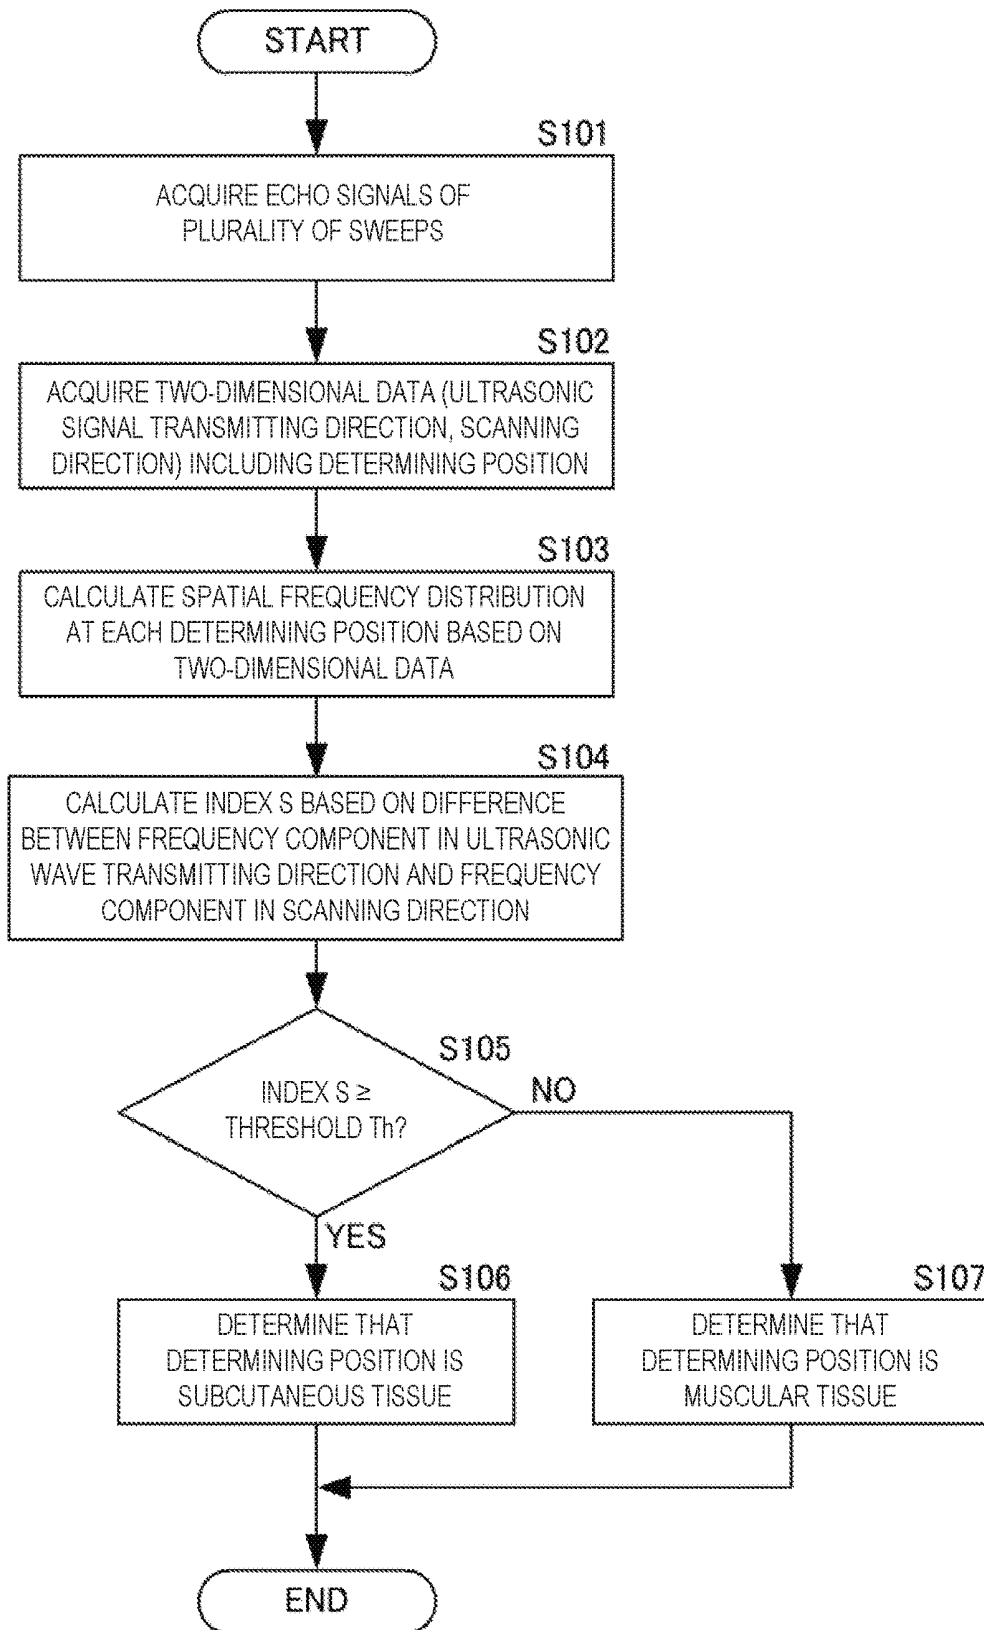 START
S101
ACQUIRE ECHO SIGNALS OF
PLURALITY OF SWEEPS
S102
ACQUIRE TWO-DIMENSIONAL DATA (ULTRASONIC
SIGNAL TRANSMITTING DIRECTION, SCANNING
DIRECTION) INCLUDING DETERMINING POSITION
S103
CALCULATE SPATIAL FREQUENCY DISTRIBUTION
AT EACH DETERMINING POSITION BASED ON
TWO-DIMENSIONAL DATA
S104
CALCULATE INDEX S BASED ON DIFFERENCE
BETWEEN FREQUENCY COMPONENT IN ULTRASONIC
WAVE TRANSMITTING DIRECTION AND FREQUENCY
COMPONENT IN SCANNING DIRECTION
S105
INDEX S ≥
THRESHOLD Th?
NO
YES
S106
DETERMINE THAT
DETERMINING POSITION IS
SUBCUTANEOUS TISSUE
S107
DETERMINE THAT
DETERMINING POSITION IS
MUSCULAR TISSUE
END